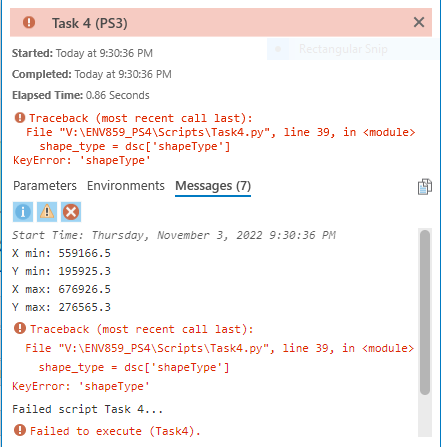 Task 4 (PS3)
Started: Today at 9:30:36 PM
Rectangular Snip
Completed: Today at 9:30:36 PM
Elapsed Time: 0.86 Seconds
Traceback (most recent call last):
File "V:\ENV859_PS4\Scripts\Task4.py", line 39, in <module>
shape_type = dsc['shapeType']
KeyError: 'shapeType'
Parameters Environments Messages (7)
Start Time: Thursday, November 3, 2022 9:30:36 PM
X min: 559166.5
Y min: 195925.3
X max: 676926.5
Y max: 276565.3
Traceback (most recent call last):
File "V:\ENV859_PS4\Scripts\Task4.py", line 39, in <module>
shape_type = dsc['shapeType']
KeyError: 'shapeType'
Failed script Task 4...
Failed to execute (Task4).